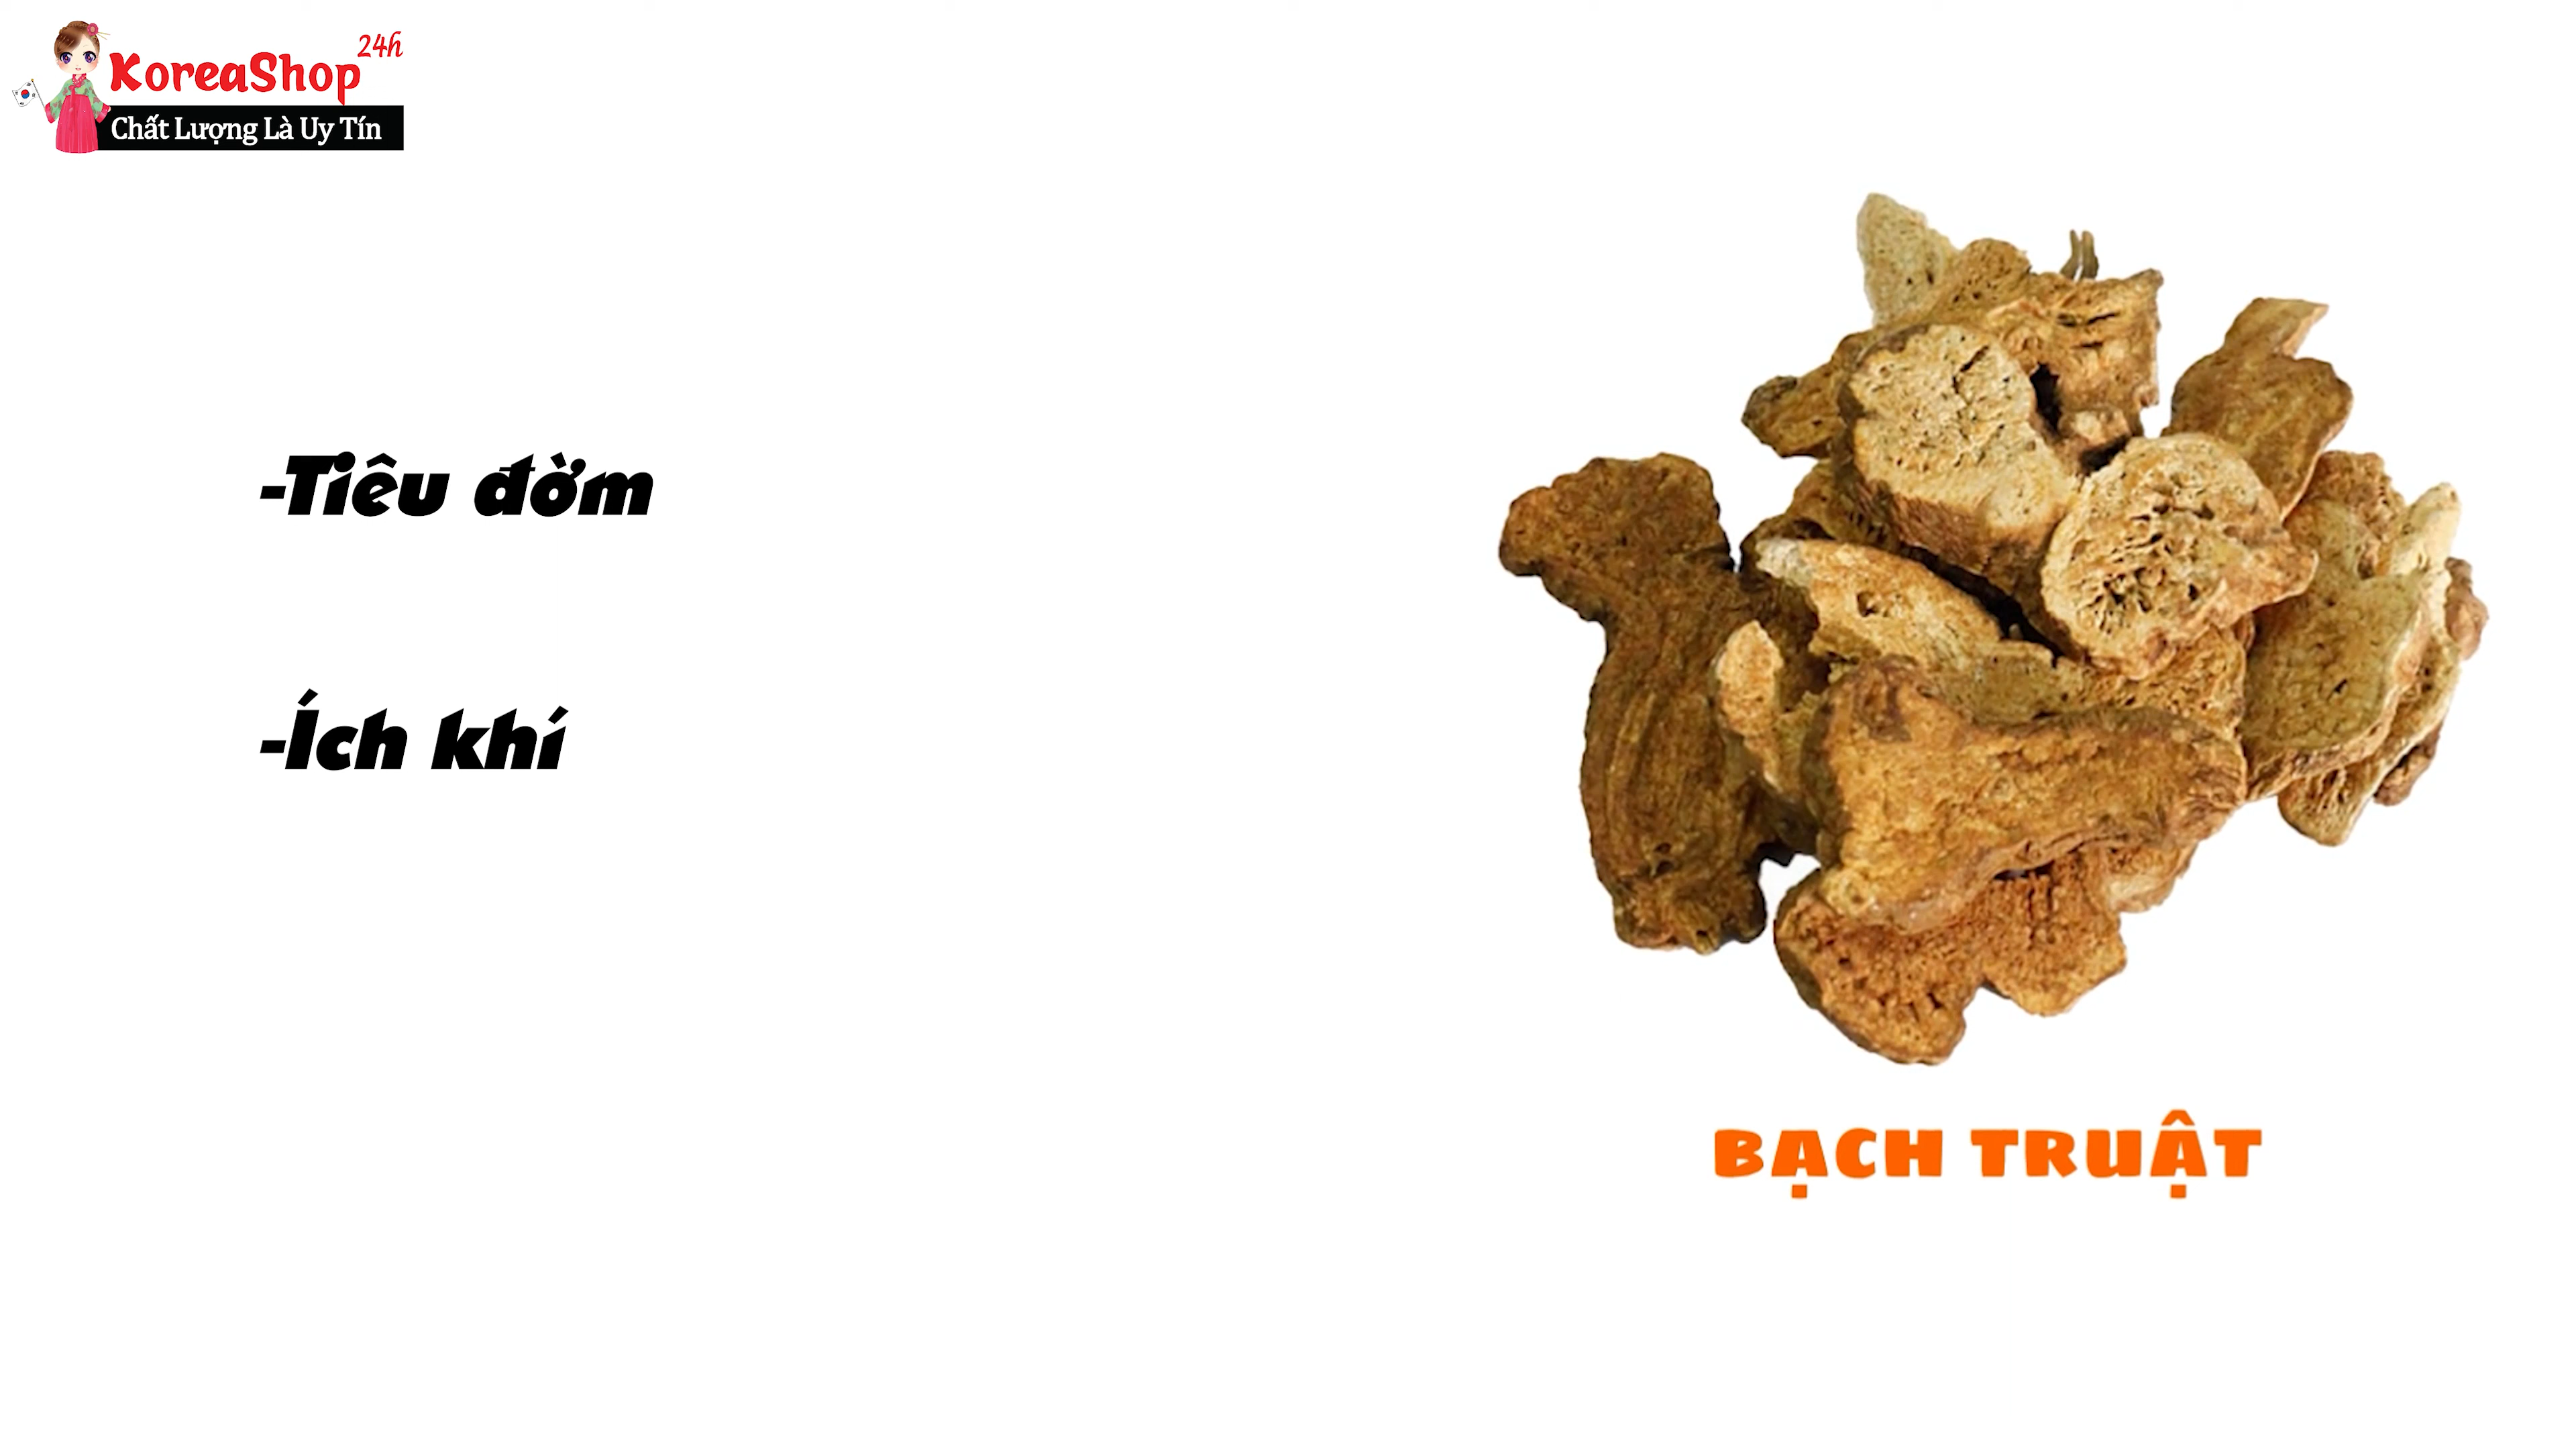 KoreaShop 24h
Chất Lượng Là Uy Tín
-Tiêu đờm
-Ích khí
BẠCH TRUẬT